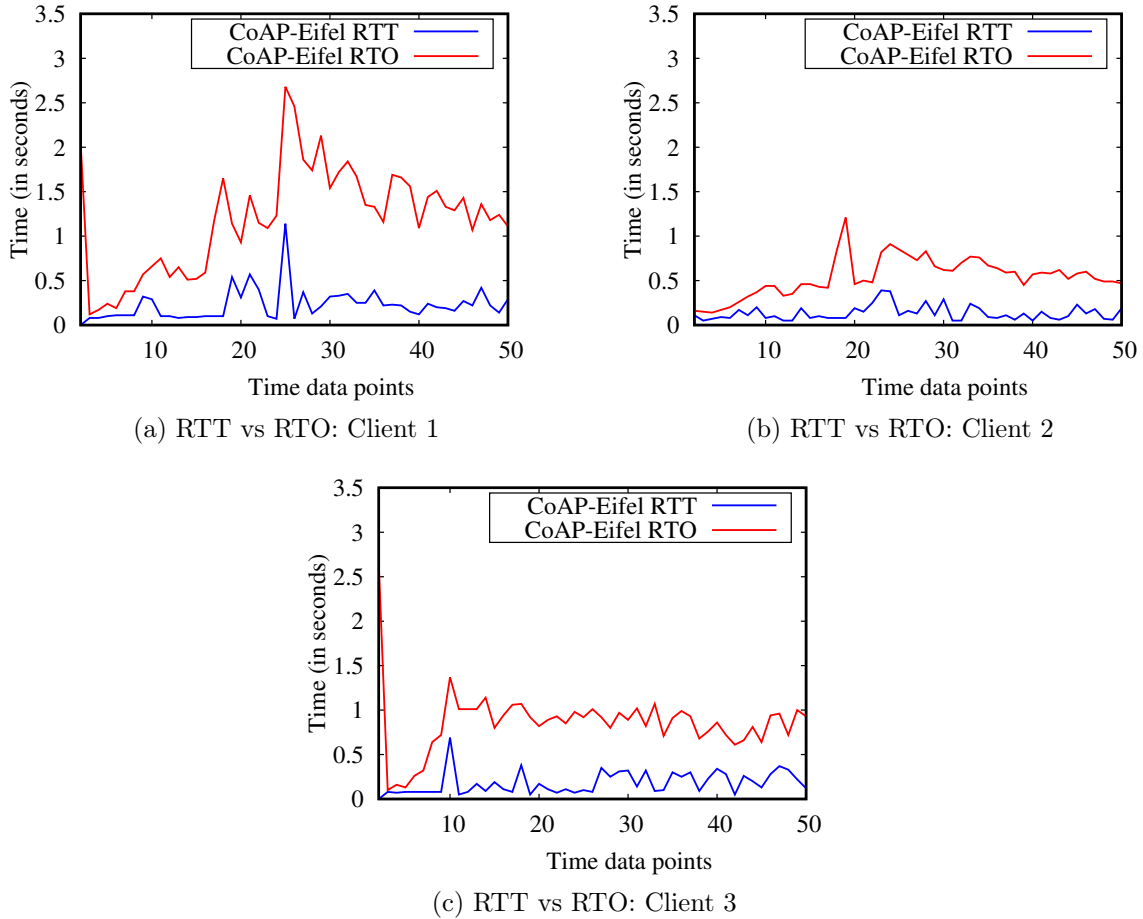 3.5
3
2.5
2
1.5
1
0.5
0
Time (in seconds)
CoAP-Eifel RTT
CoAP-Eifel RTO
10 20 30 40 50
Time data points
(a) RTT vs RTO: Client 1
3.5
3
2.5
2
1.5
1
0.5
0
Time (in seconds)
CoAP-Eifel RTT
CoAP-Eifel RTO
10 20 30 40 50
Time data points
(b) RTT vs RTO: Client 2
3.5
3
2.5
2
1.5
1
0.5
0
Time (in seconds)
CoAP-Eifel RTT
CoAP-Eifel RTO
10 20 30 40 50
Time data points
(c) RTT vs RTO: Client 3